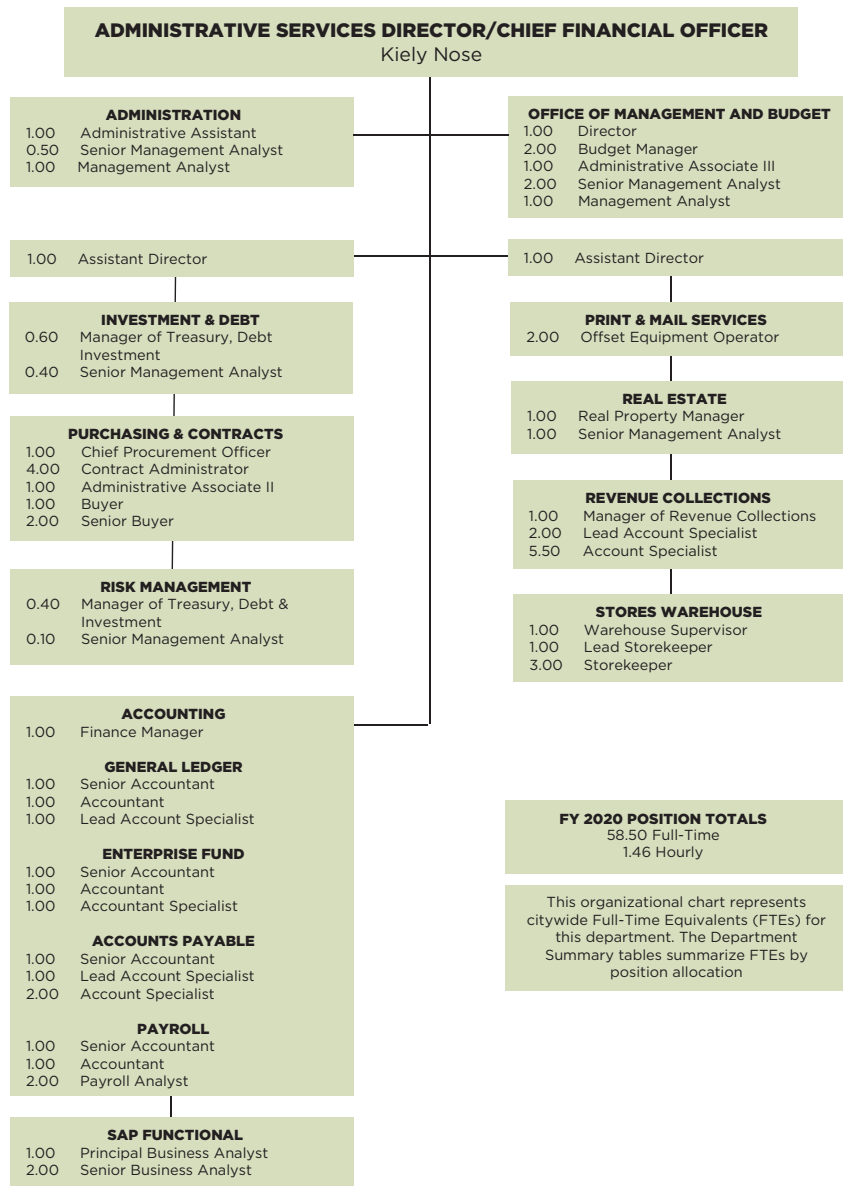 ADMINISTRATIVE SERVICES DIRECTOR/CHIEF FINANCIAL OFFICER
Kiely Nose
ADMINISTRATION
1.00 Administrative Assistant
0.50 Senior Management Analyst
1.00 Management Analyst
OFFICE OF MANAGEMENT AND BUDGET
1.00 Director
2.00 Budget Manager
1.00 Administrative Associate III
2.00 Senior Management Analyst
1.00 Management Analyst
1.00 Assistant Director
INVESTMENT & DEBT
0.60 Manager of Treasury, Debt
Investment
0.40 Senior Management Analyst
PURCHASING & CONTRACTS
1.00 Chief Procurement Officer
4.00 Contract Administrator
1.00 Administrative Associate II
1.00 Buyer
2.00 Senior Buyer
RISK MANAGEMENT
0.40 Manager of Treasury, Debt &
Investment
0.10 Senior Management Analyst
1.00 Assistant Director
PRINT & MAIL SERVICES
2.00 Offset Equipment Operator
REAL ESTATE
1.00 Real Property Manager
1.00 Senior Management Analyst
REVENUE COLLECTIONS
1.00 Manager of Revenue Collections
2.00 Lead Account Specialist
5.50 Account Specialist
STORES WAREHOUSE
1.00 Warehouse Supervisor
1.00 Lead Storekeeper
3.00 Storekeeper
ACCOUNTING
1.00 Finance Manager
GENERAL LEDGER
1.00 Senior Accountant
1.00 Accountant
1.00 Lead Account Specialist
ENTERPRISE FUND
1.00 Senior Accountant
1.00 Accountant
1.00 Accountant Specialist
ACCOUNTS PAYABLE
1.00 Senior Accountant
1.00 Lead Account Specialist
2.00 Account Specialist
PAYROLL
1.00 Senior Accountant
1.00 Accountant
2.00 Payroll Analyst
SAP FUNCTIONAL
1.00 Principal Business Analyst
2.00 Senior Business Analyst
FY 2020 POSITION TOTALS
58.50 Full-Time
1.46 Hourly
This organizational chart represents
citywide Full-Time Equivalents (FTEs) for
this department. The Department
Summary tables summarize FTEs by
position allocation